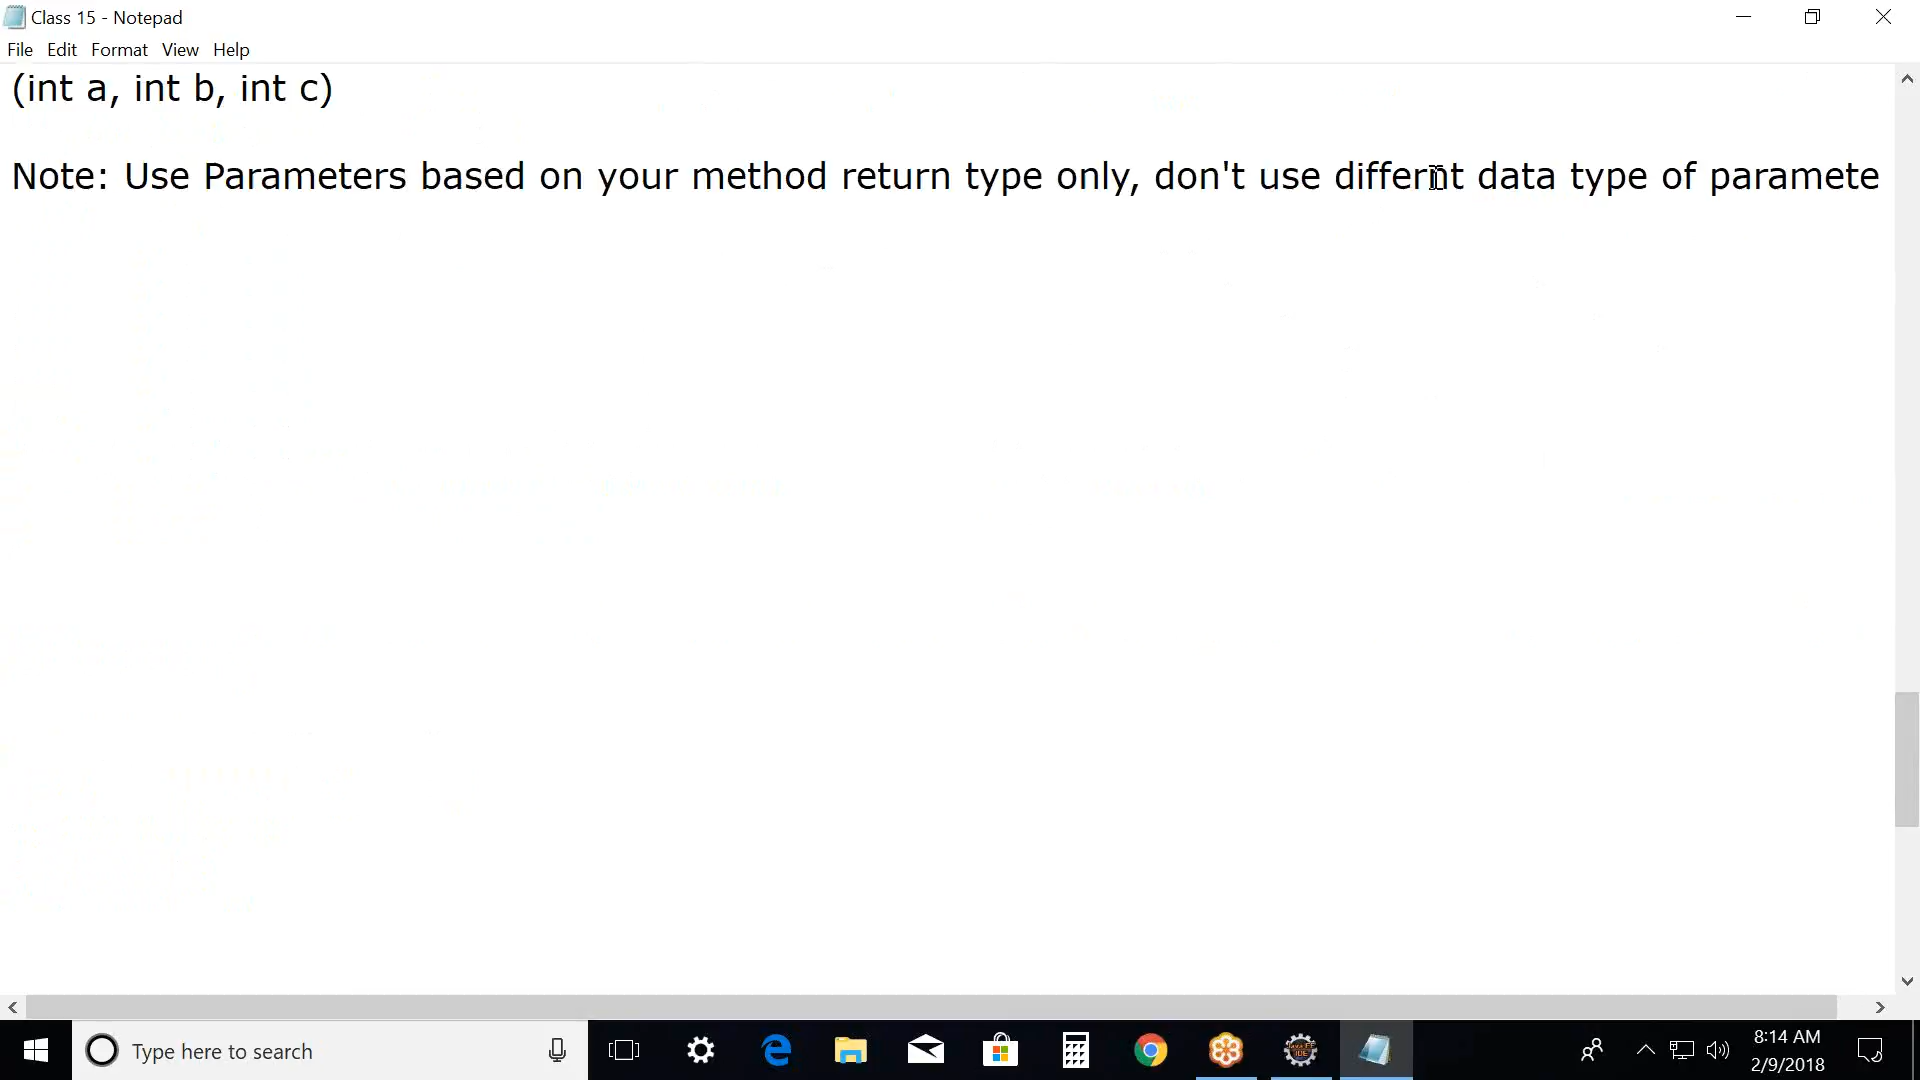 Class 15 - Notepad
File Edit Format View Help
(int a, int b, int c)
Note: Use Parameters based on your method return type only, don't use differnt data type of paramete
Type here to search
8:14 AM
2/9/2018